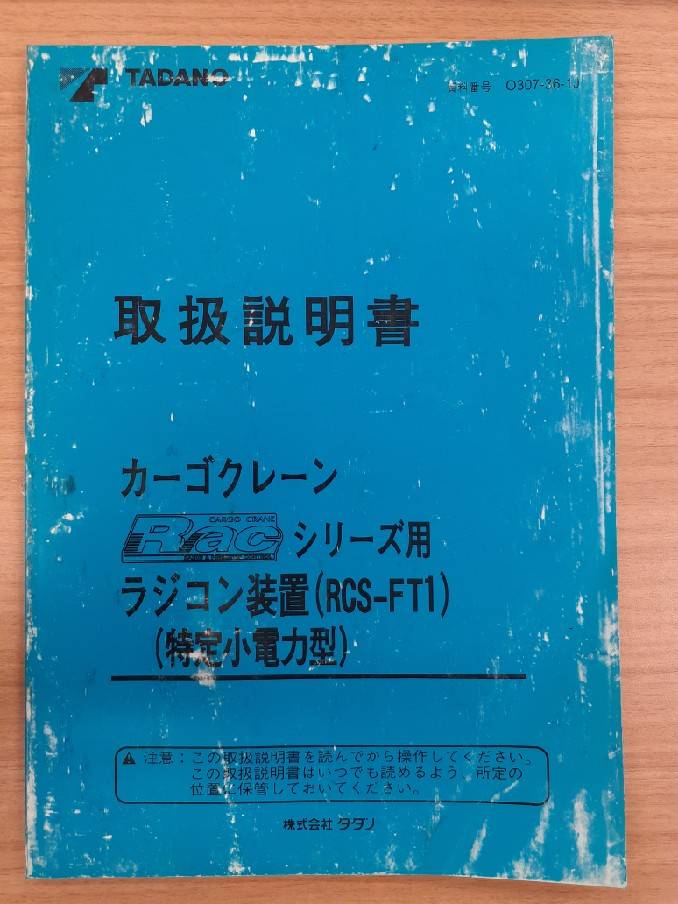 TADANO
資料番号 O307-36-1J
取扱説明書
カーゴクレーン
CARGO CRANE
Rac
シリーズ用
ラジコン装置(RCS-FT1)
(特定小電力型)
注意：この取扱説明書を読んでから操作してください。
この取扱説明書はいつでも読めるよう、所定の
位置に保管しておいてください。
株式会社 タダノ